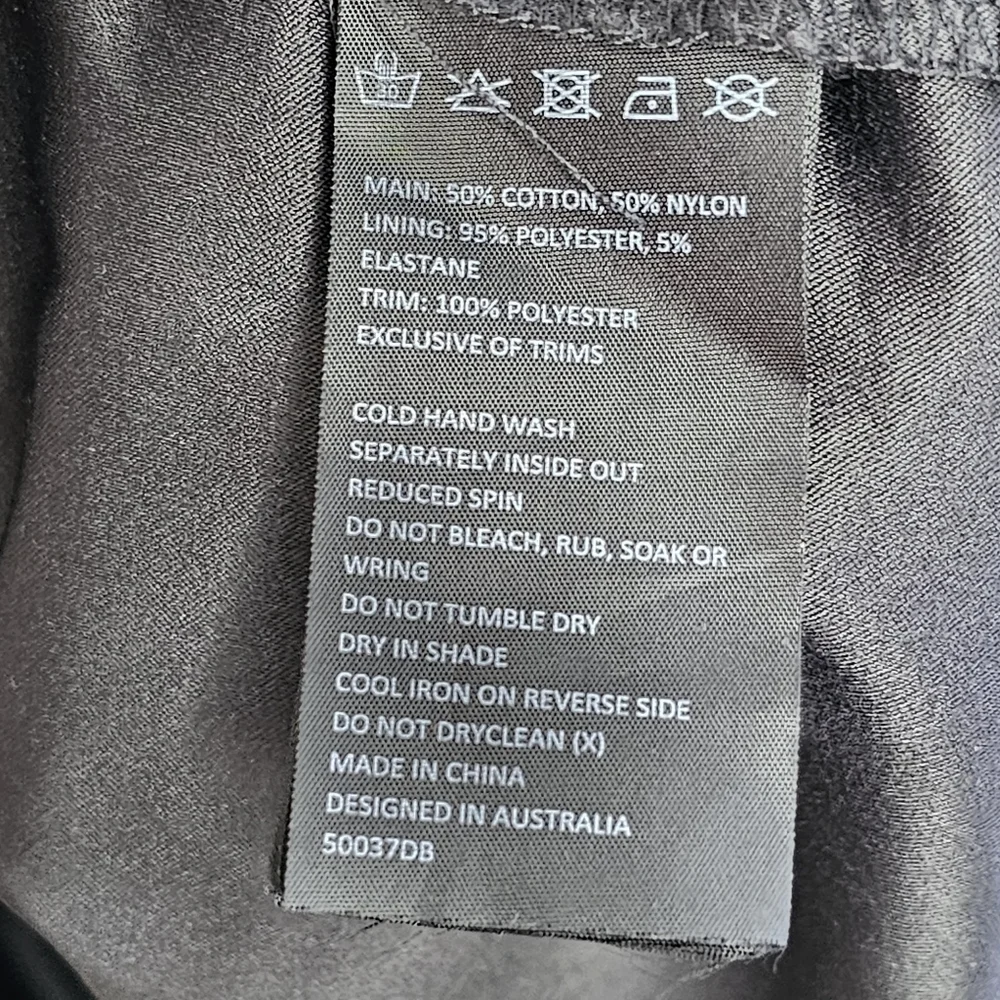 30
MAIN: 50% COTTON, 50% NYLON
LINING: 95% POLYESTER, 5%
ELASTANE
TRIM: 100% POLYESTER
EXCLUSIVE OF TRIMS
COLD HAND WASH
SEPARATELY INSIDE OUT
REDUCED SPIN
DO NOT BLEACH, RUB, SOAK OR
WRING
DO NOT TUMBLE DRY
DRY IN SHADE
COOL IRON ON REVERSE SIDE
DO NOT DRYCLEAN (X)
MADE IN CHINA
DESIGNED IN AUSTRALIA
50037DB